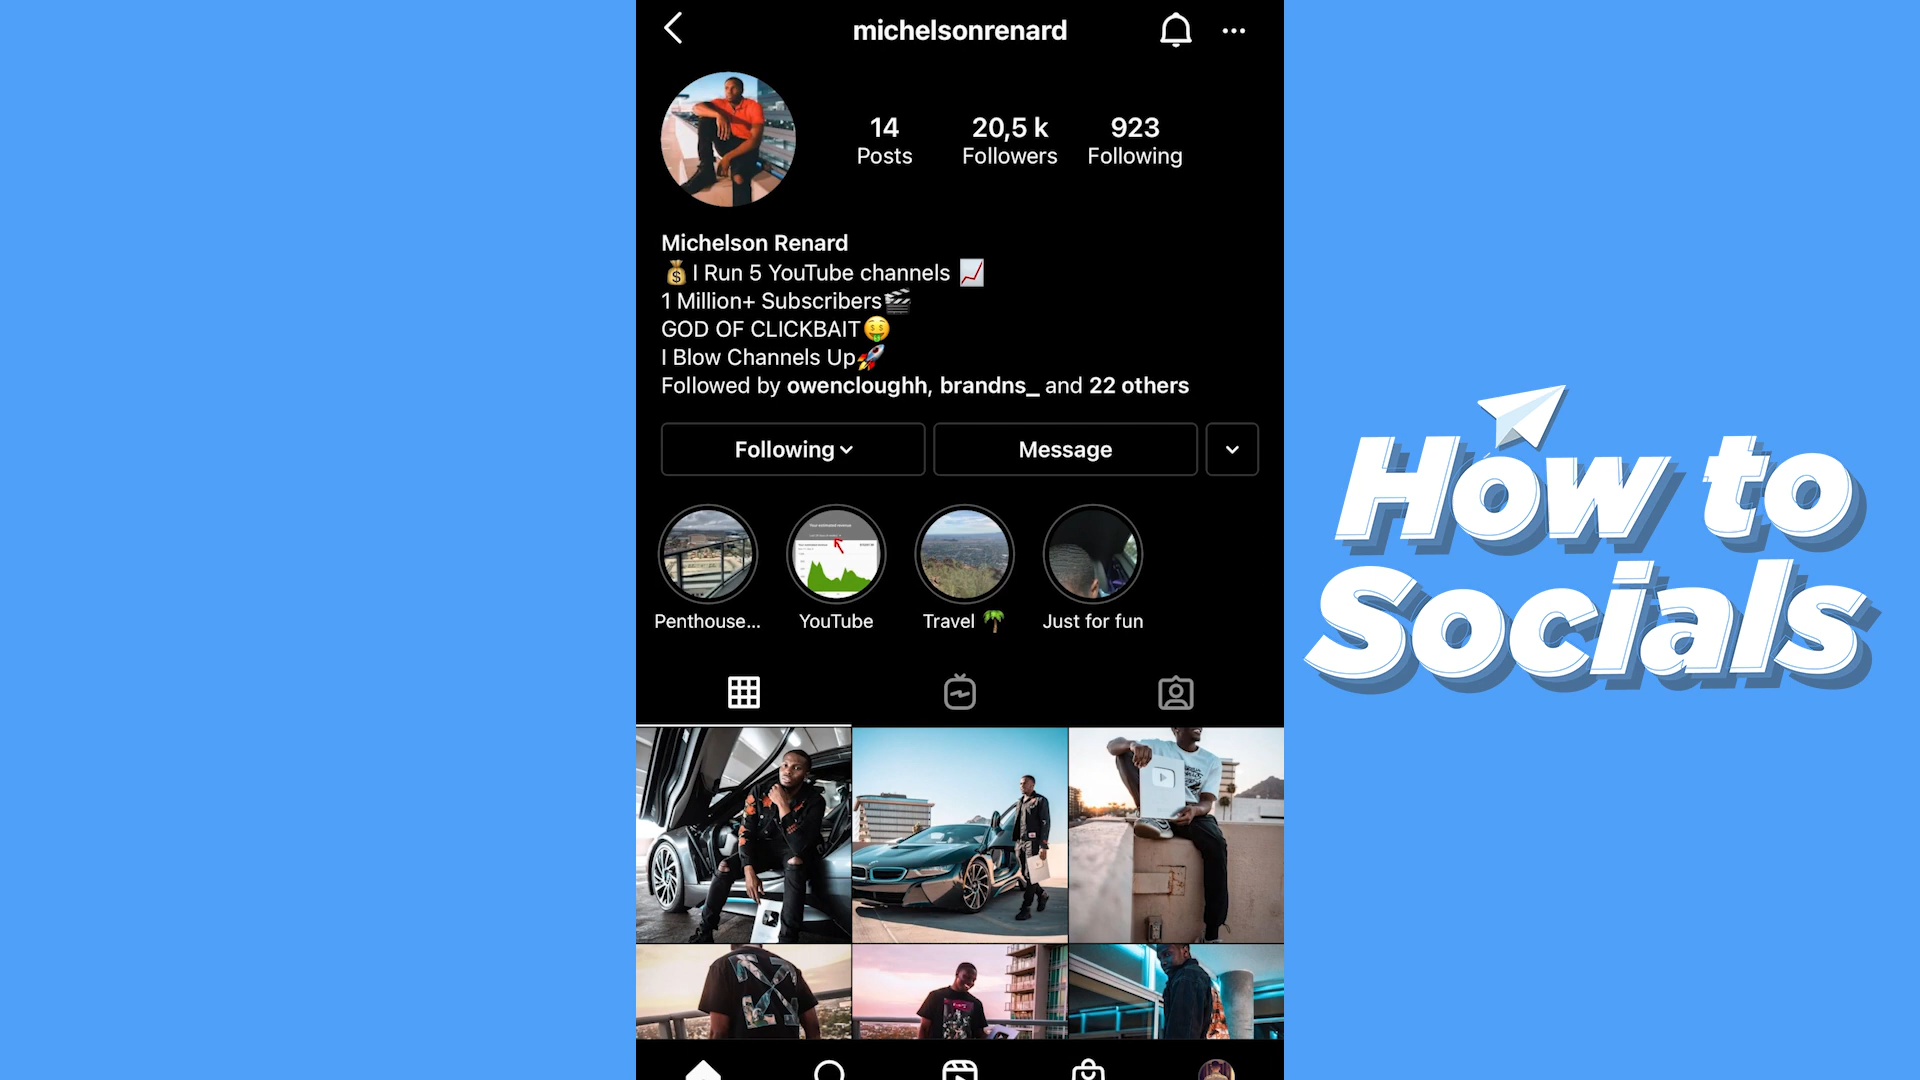 michelsonrenard
14
20,5 k
923
Posts
Followers
Following
Michelson Renard
💰I Run 5 YouTube channels 📈
1 Million+ Subscribers🎬
GOD OF CLICKBAIT🤑
I Blow Channels Up🚀
Followed by owencloughh, brandns_ and 22 others
Following
Message
Penthouse...
YouTube
Travel 🌴
Just for fun
How to
Socials